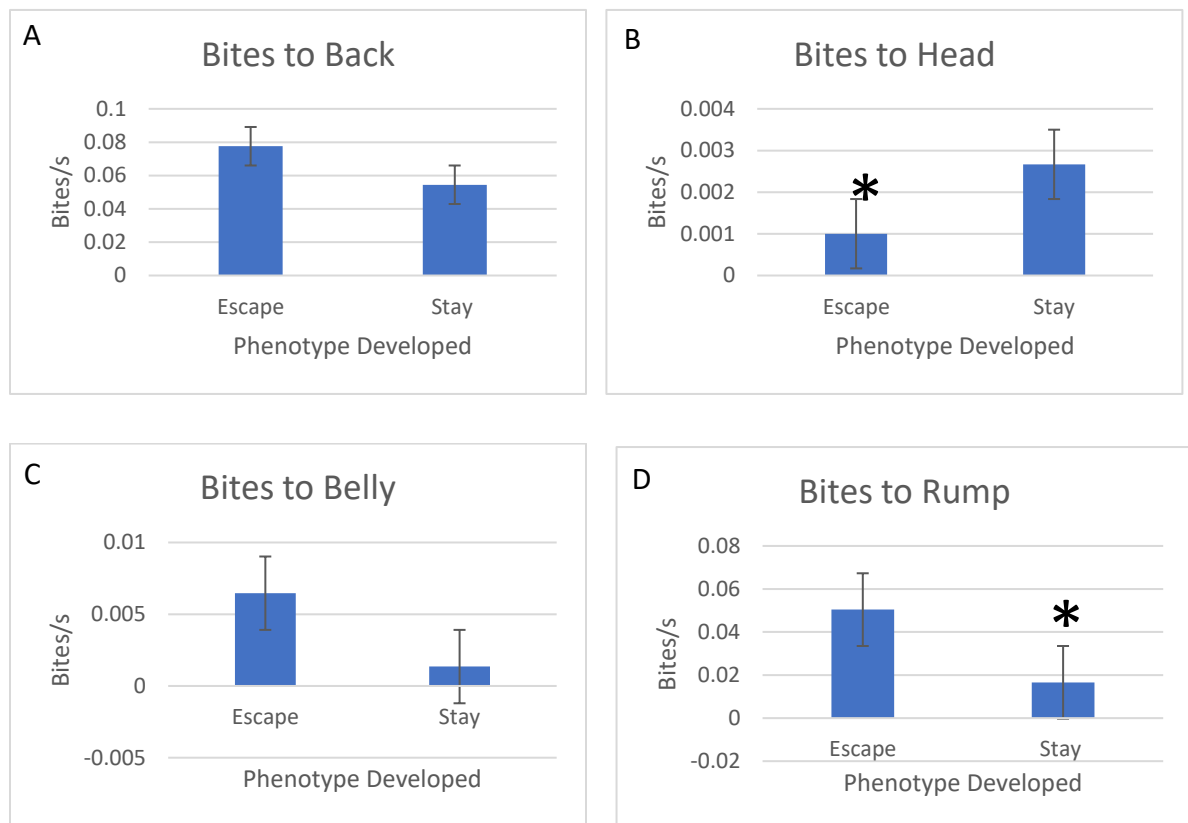 A
Bites to Back
0.1
0.08
0.06
0.04
0.02
0
Bites/s
Escape Stay
Phenotype Developed
B
Bites to Head
0.004
0.003
0.002
0.001
0
Bites/s
*
Escape Stay
Phenotype Developed
C
Bites to Belly
0.01
0.005
0
-0.005
Bites/s
Escape Stay
Phenotype Developed
D
Bites to Rump
0.08
0.06
0.04
0.02
0
-0.02
Bites/s
*
Escape Stay
Phenotype Developed